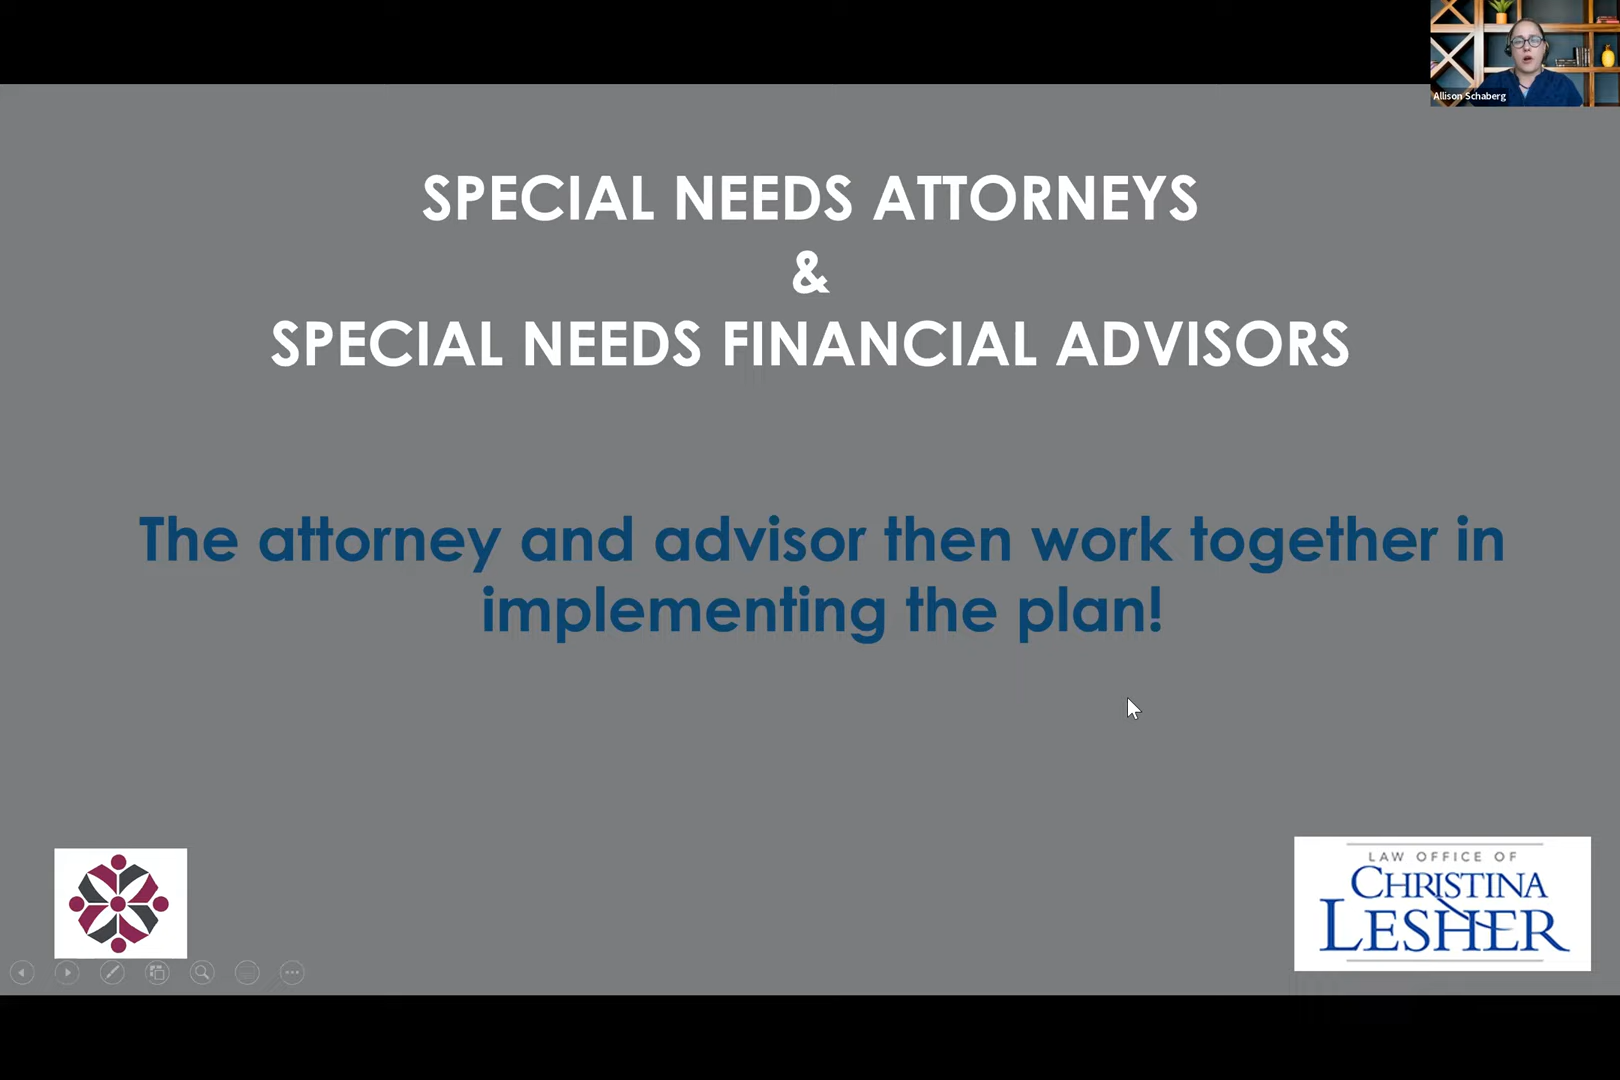 Allison Schaberg
SPECIAL NEEDS ATTORNEYS
&
SPECIAL NEEDS FINANCIAL ADVISORS
The attorney and advisor then work together in
implementing the plan!
LAW OFFICE OF
CHRISTINA
LESHER